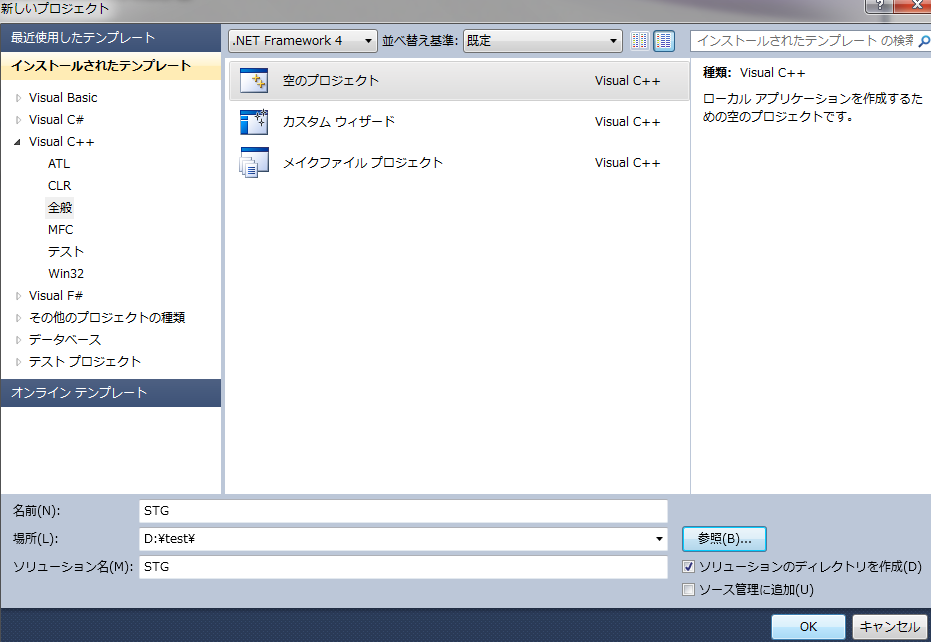 新しいプロジェクト
?
最近使用したテンプレート
インストールされたテンプレート
Visual Basic
Visual C#
Visual C++
ATL
CLR
全般
MFC
テスト
Win32
Visual F#
その他のプロジェクトの種類
データベース
テスト プロジェクト
オンライン テンプレート
.NET Framework 4
並べ替え基準: 既定
インストールされたテンプレート の検索
空のプロジェクト Visual C++
カスタム ウィザード Visual C++
メイクファイル プロジェクト Visual C++
種類: Visual C++
ローカル アプリケーションを作成するた
めの空のプロジェクトです。
名前(N): STG
場所(L): D:¥test¥ 参照(B)...
ソリューション名(M): STG
ソリューションのディレクトリを作成(D)
ソース管理に追加(U)
OK キャンセル